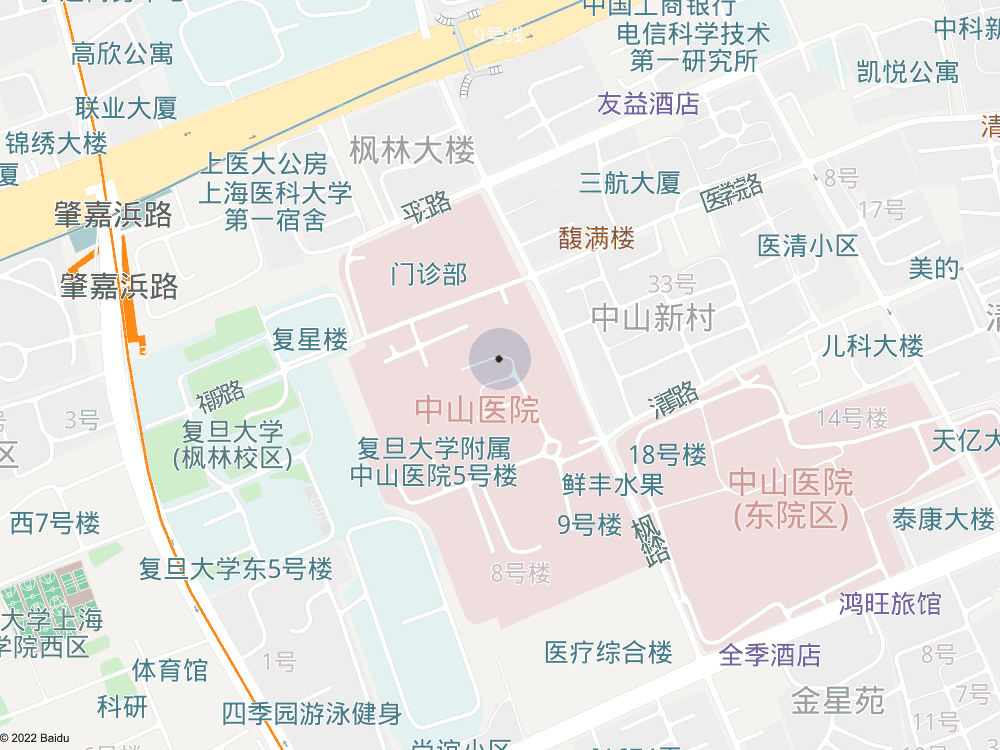 中国工商银行
9号线
电信科学技术
第一研究所
高欣公寓
凯悦公寓
联业大厦
友益酒店
锦绣大楼
厦
枫林大楼
上医大公房
上海医科大学
第一宿舍
三航大厦
医学院路
8号
17号
平江路
肇嘉浜路
馥满楼
医清小区
门诊部
美的
肇嘉浜路
33号
中山新村
复星楼
儿科大楼
祁阳路
清真路
3号
中山医院
14号楼
复旦大学
(枫林校区)
复旦大学附属
中山医院5号楼
18号楼
区
鲜丰水果
中山医院
(东院区)
西7号楼
9号楼
枫林路
泰康大楼
复旦大学东5号楼
8号楼
大学上海
学院西区
鸿旺旅馆
1号
体育馆
医疗综合楼
全季酒店
8号
7号
科研
四季园游泳健身
金星苑
11号
© 2022 Baidu